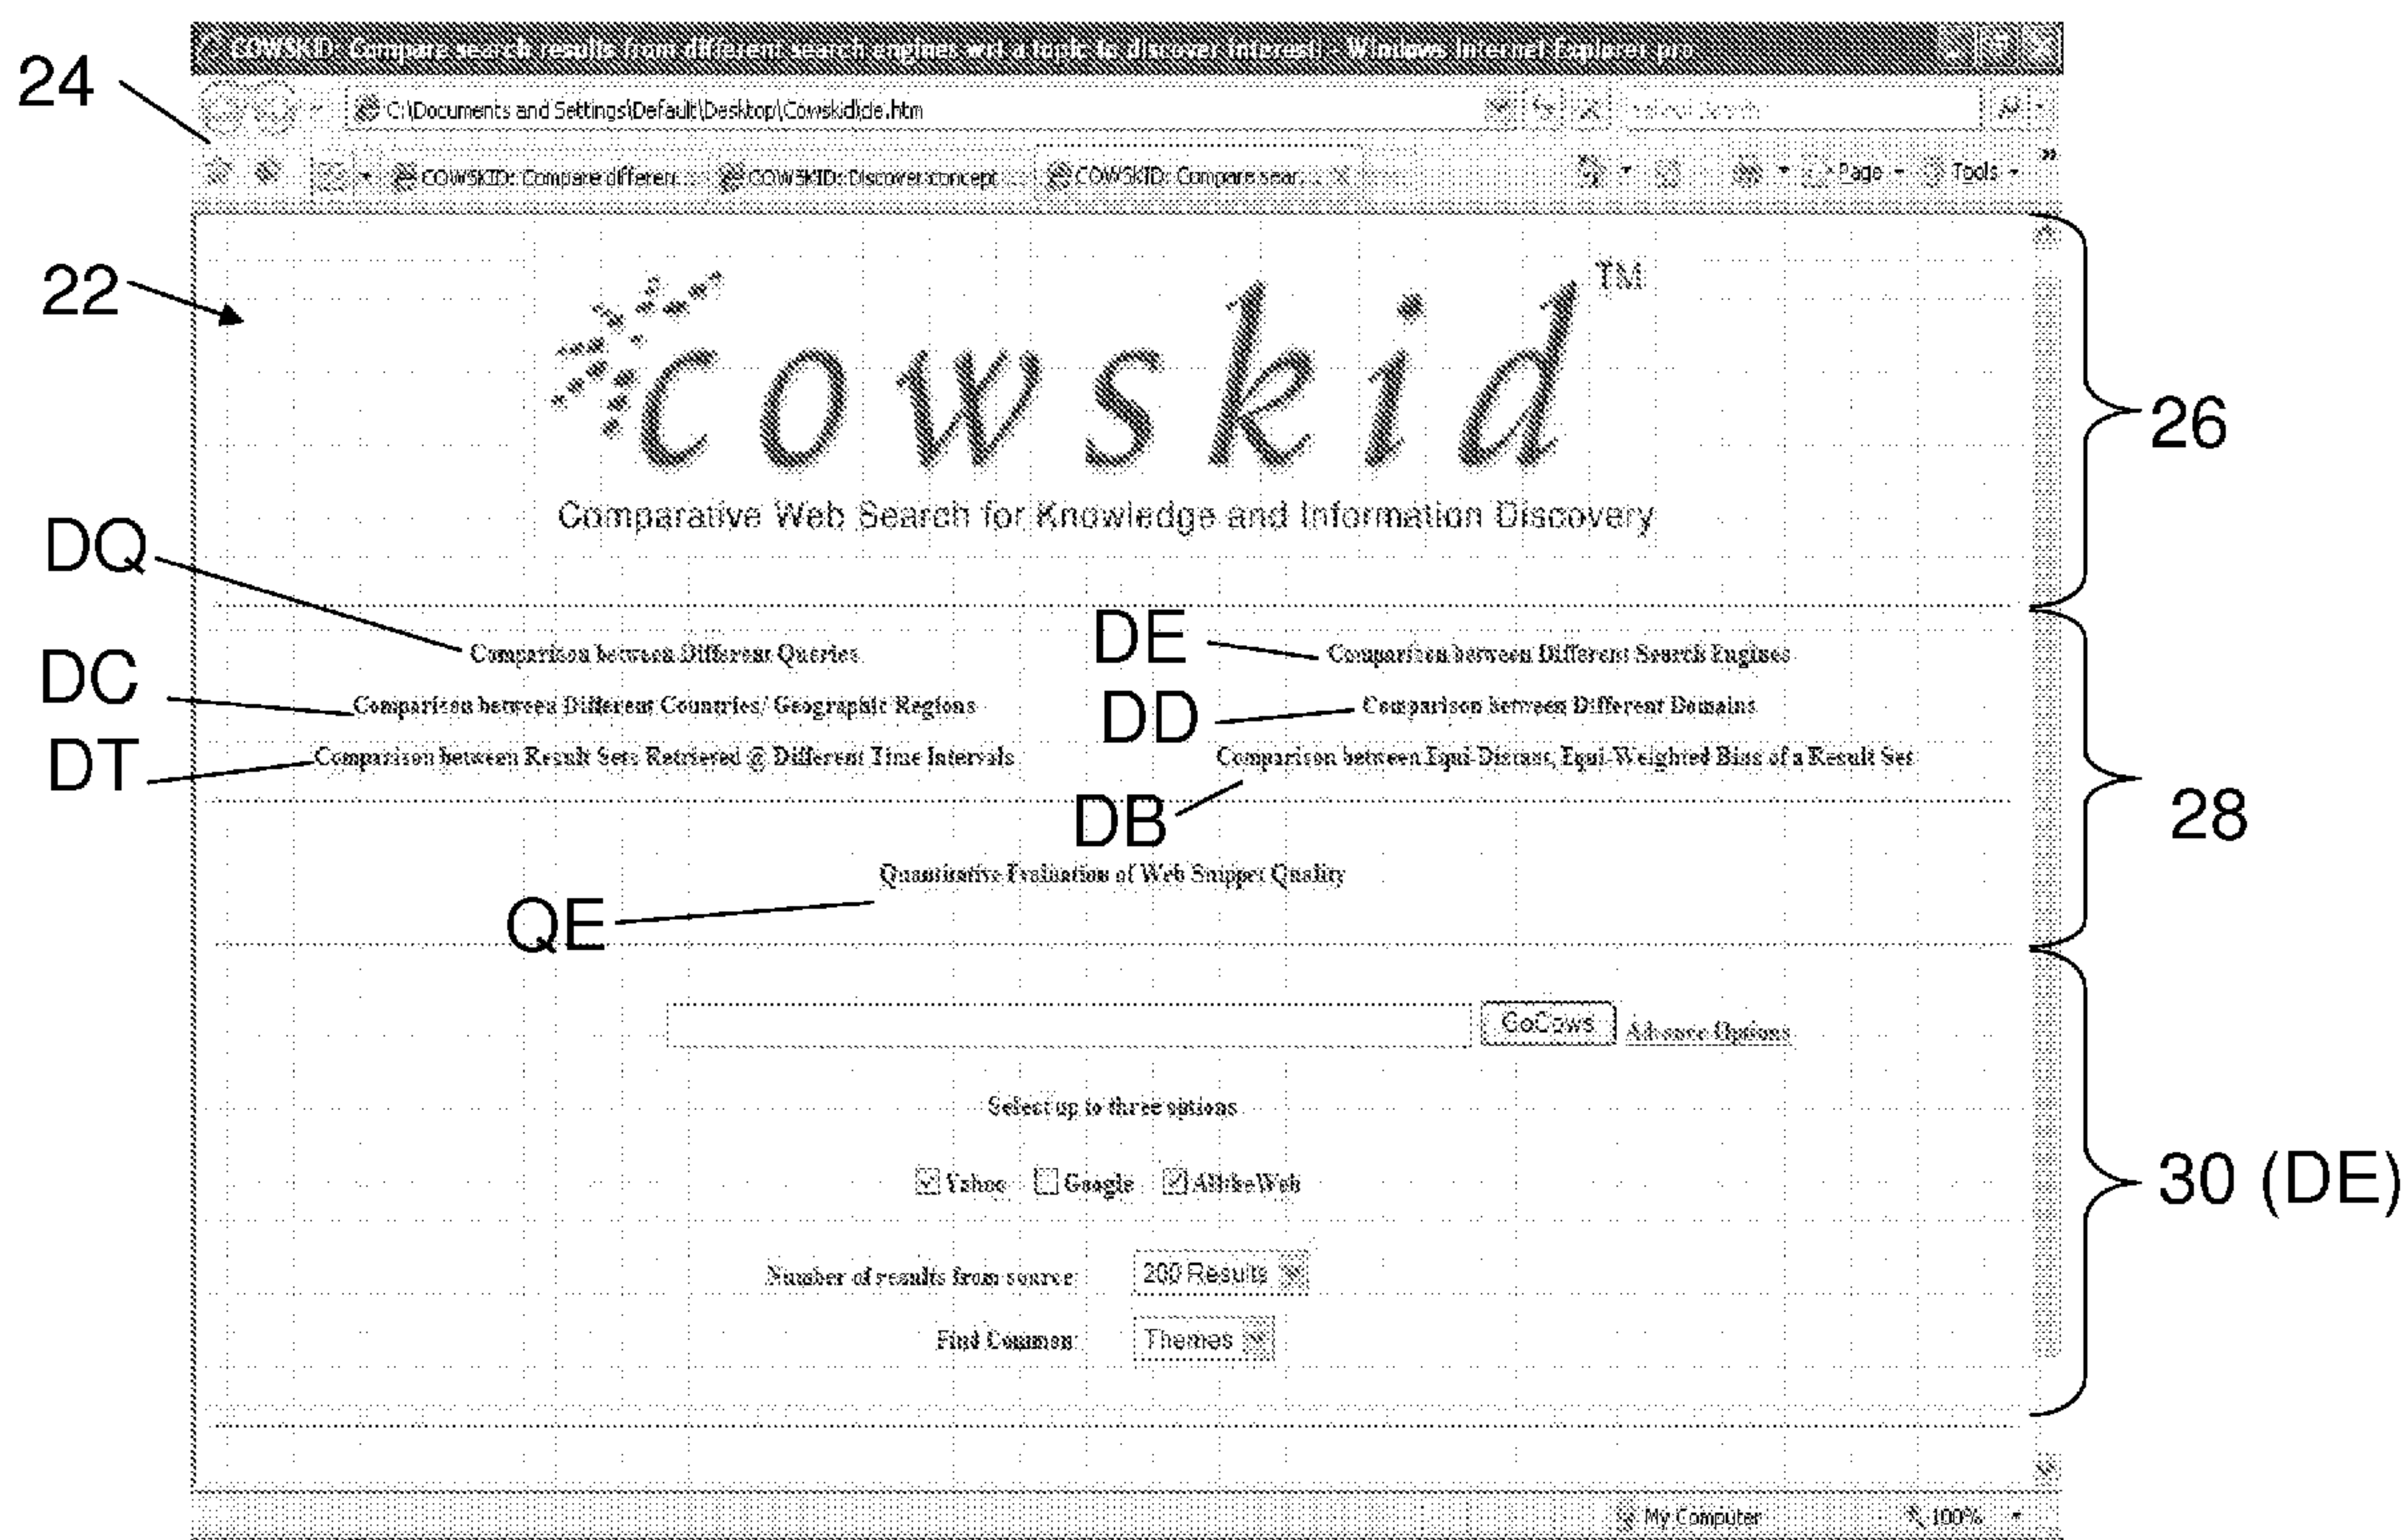 COWSKID: Compare search results from different search engines wrt a topic to discover interesti - Windows Internet Explorer pro
24
C:\Documents and Settings\Default\Desktop\Cowskid\de.htm
COWSKID: Compare differen... COWSKID: Discover concept ... COWSKID: Compare sear... Page Tools »
22
cowskid TM
Comparative Web Search for Knowledge and Information Discovery
26
DQ Comparison between Different Queries
DE Comparison between Different Search Engines
DC Comparison between Different Countries/ Geographic Regions
DD Comparison between Different Domains
DT Comparison between Result Sets Retrieved @ Different Time Intervals
Comparison between Equi-Distant, Equi-Weighted Bins of a Result Set
DB
28
Quantitative Evaluation of Web Snippet Quality
QE
GoCows Advance Options
Select up to three options
Yahoo Google AlltheWeb
30 (DE)
Number of results from source: 200 Results
Find Common: Themes
My Computer 100%